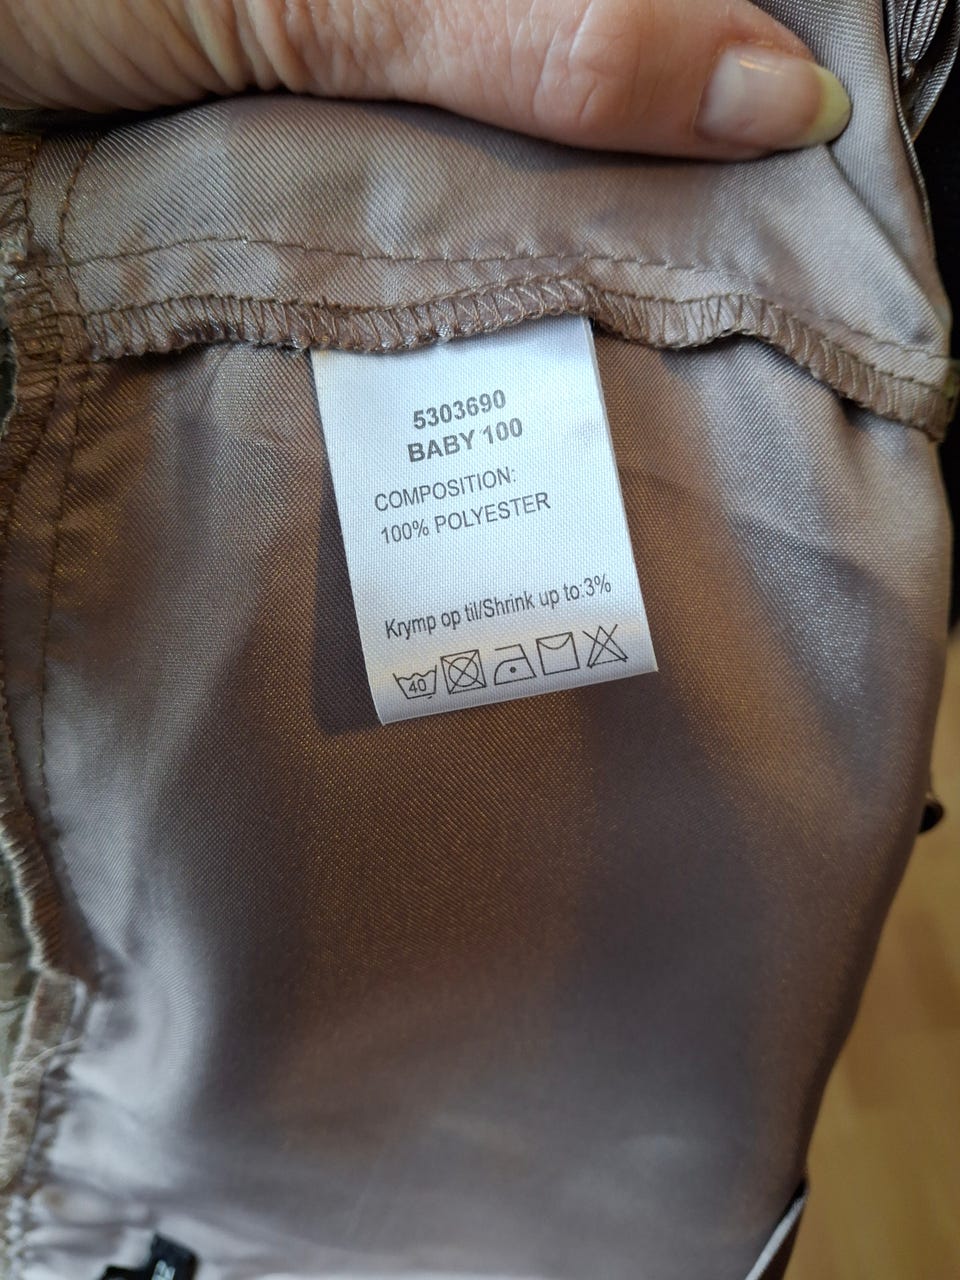 5303690
BABY 100
COMPOSITION:
100% POLYESTER
Krymp op til/Shrink up to:3%
40